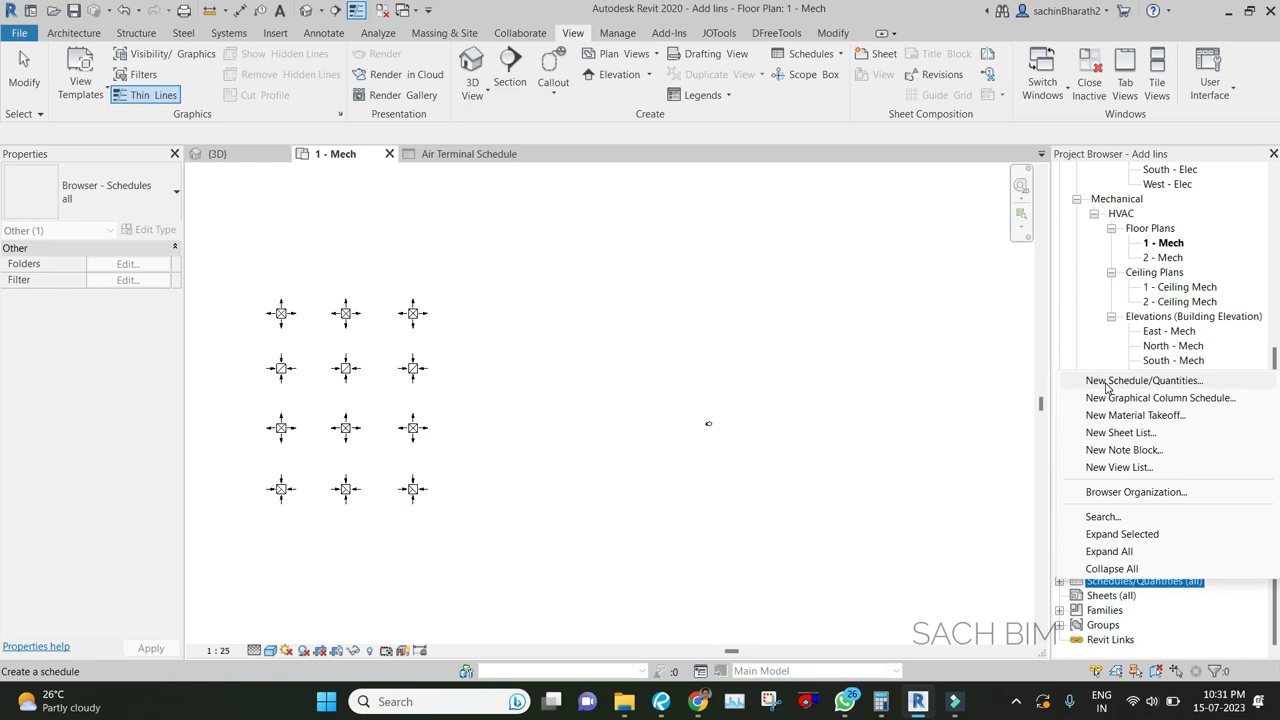 Autodesk Revit 2020 - Add lins - Floor Plan: 1 - Mech
sachinBharath2
File
Architecture
Structure
Steel
Systems
Insert
Annotate
Analyze
Massing & Site
Collaborate
View
Manage
Add-Ins
JOTools
DFreeTools
Modify
Modify
View
Templates
Visibility/ Graphics
Filters
Thin Lines
Show Hidden Lines
Remove Hidden Lines
Cut Profile
Render
Render in Cloud
Render Gallery
3D
View
Section
Callout
Plan Views
Elevation
Drafting View
Duplicate View
Legends
Schedules
Scope Box
Sheet
View
Title Block
Revisions
Guide Grid
Switch
Windows
Close
Inactive
Tab
Views
Tile
Views
User
Interface
Select
Graphics
Presentation
Create
Sheet Composition
Windows
Properties
{3D}
1 - Mech
Air Terminal Schedule
Project Browser - Add lins
Browser - Schedules
all
Other (1)
Edit Type
Other
Folders
Edit...
Filter
Edit...
South - Elec
West - Elec
Mechanical
HVAC
Floor Plans
1 - Mech
2 - Mech
Ceiling Plans
1 - Ceiling Mech
2 - Ceiling Mech
Elevations (Building Elevation)
East - Mech
North - Mech
South - Mech
New Schedule/Quantities...
New Graphical Column Schedule...
New Material Takeoff...
New Sheet List...
New Note Block...
New View List...
Browser Organization...
Search...
Expand Selected
Expand All
Collapse All
Schedules/Quantities (all)
Sheets (all)
Families
Groups
Revit Links
SACH BIM
Properties help
Apply
1 : 25
Create a schedule
:0
Main Model
:0
26°C
Partly cloudy
Search
26
ENG
IN
10:31 PM
15-07-2023